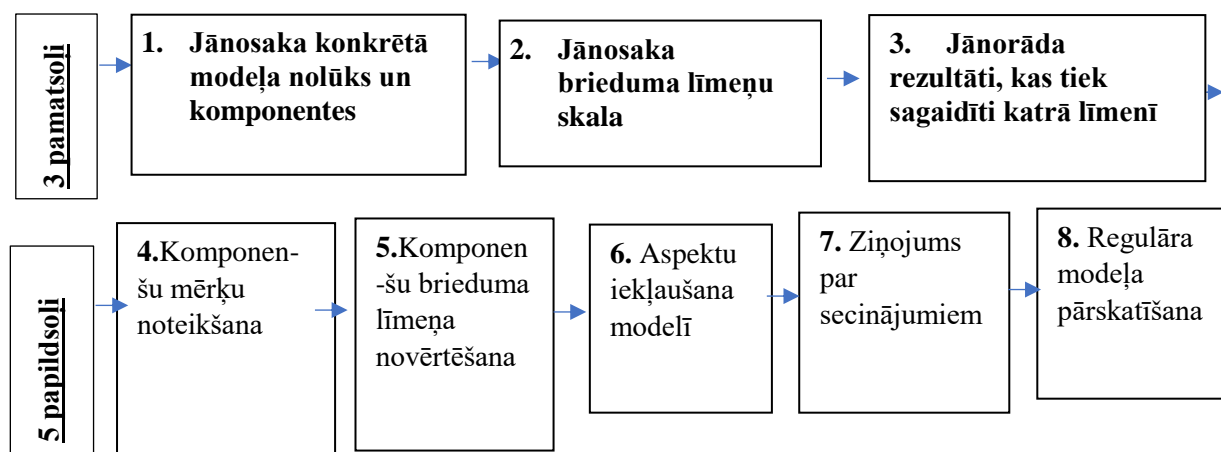 3 pamatsoli
1. Jānosaka konkrētā
modeļa nolūks un
komponentes
2. Jānosaka
brieduma līmeņu
skala
3. Jānorāda
rezultāti, kas tiek
sagaidīti katrā līmenī
5 papildsoli
4.Komponen-
šu mērķu
noteikšana
5.Komponen
-šu brieduma
līmeņa
novērtēšana
6. Aspektu
iekļaušana
modelī
7. Ziņojums
par
secinājumiem
8. Regulāra
modeļa
pārskatīšana